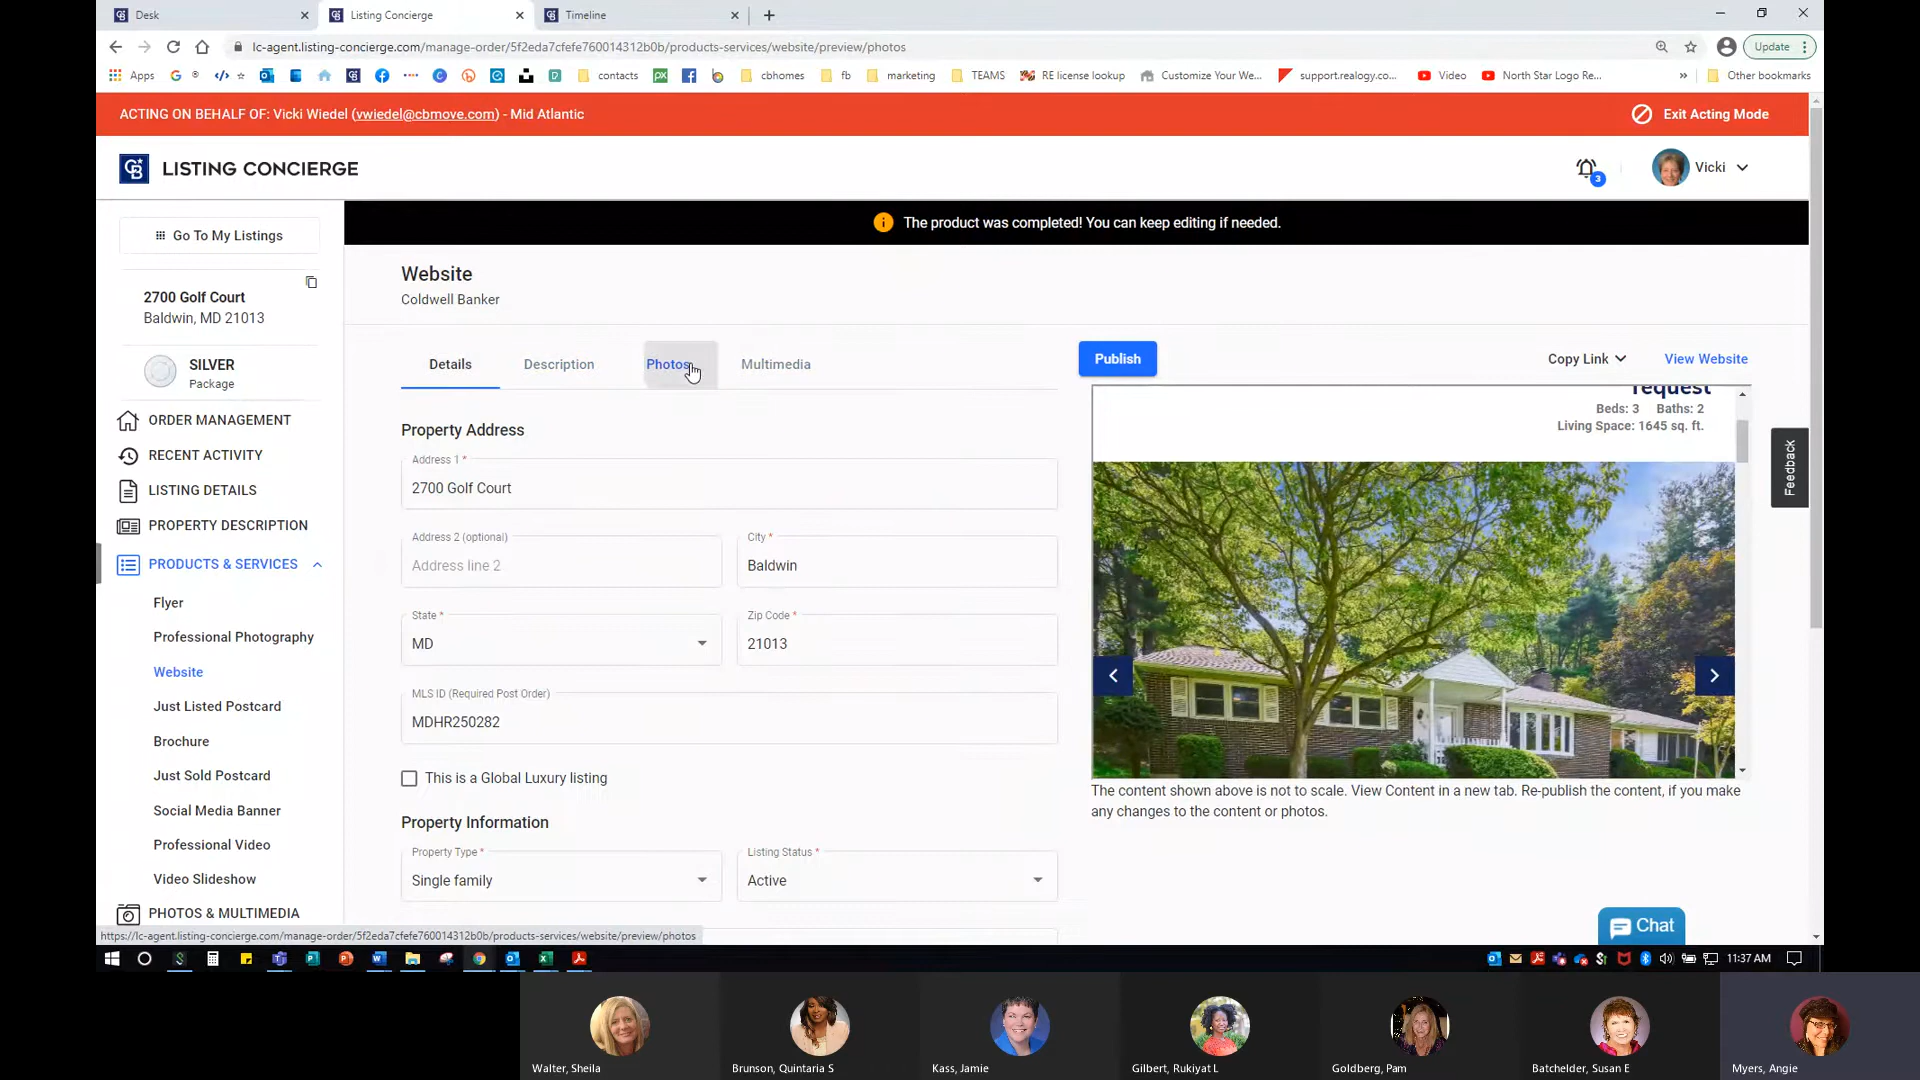 Desk
Listing Concierge
Timeline
lc-agent.listing-concierge.com/manage-order/5f2eda7cfefe760014312b0b/products-services/website/preview/photos
Update
Apps
contacts
cbhomes
fb
marketing
TEAMS
RE license lookup
Customize Your We...
support.realogy.co...
Video
North Star Logo Re...
»
Other bookmarks
ACTING ON BEHALF OF: Vicki Wiedel (vwiedel@cbmove.com) - Mid Atlantic
Exit Acting Mode
LISTING CONCIERGE
3
Vicki
Go To My Listings
The product was completed! You can keep editing if needed.
2700 Golf Court
Baldwin, MD 21013
SILVER
Package
ORDER MANAGEMENT
RECENT ACTIVITY
LISTING DETAILS
PROPERTY DESCRIPTION
PRODUCTS & SERVICES
Flyer
Professional Photography
Website
Just Listed Postcard
Brochure
Just Sold Postcard
Social Media Banner
Professional Video
Video Slideshow
PHOTOS & MULTIMEDIA
Website
Coldwell Banker
Details
Description
Photos
Multimedia
Publish
Copy Link
View Website
Property Address
Address 1 *
2700 Golf Court
Address 2 (optional)
Address line 2
City *
Baldwin
State *
MD
Zip Code *
21013
MLS ID (Required Post Order)
MDHR250282
This is a Global Luxury listing
Property Information
Property Type *
Single family
Listing Status *
Active
request
Beds: 3 Baths: 2
Living Space: 1645 sq. ft.
The content shown above is not to scale. View Content in a new tab. Re-publish the content, if you make
any changes to the content or photos.
Feedback
Chat
https://lc-agent.listing-concierge.com/manage-order/5f2eda7cfefe760014312b0b/products-services/website/preview/photos
11:37 AM
Walter, Sheila
Brunson, Quintaria S
Kass, Jamie
Gilbert, Rukiyat L
Goldberg, Pam
Batchelder, Susan E
Myers, Angie